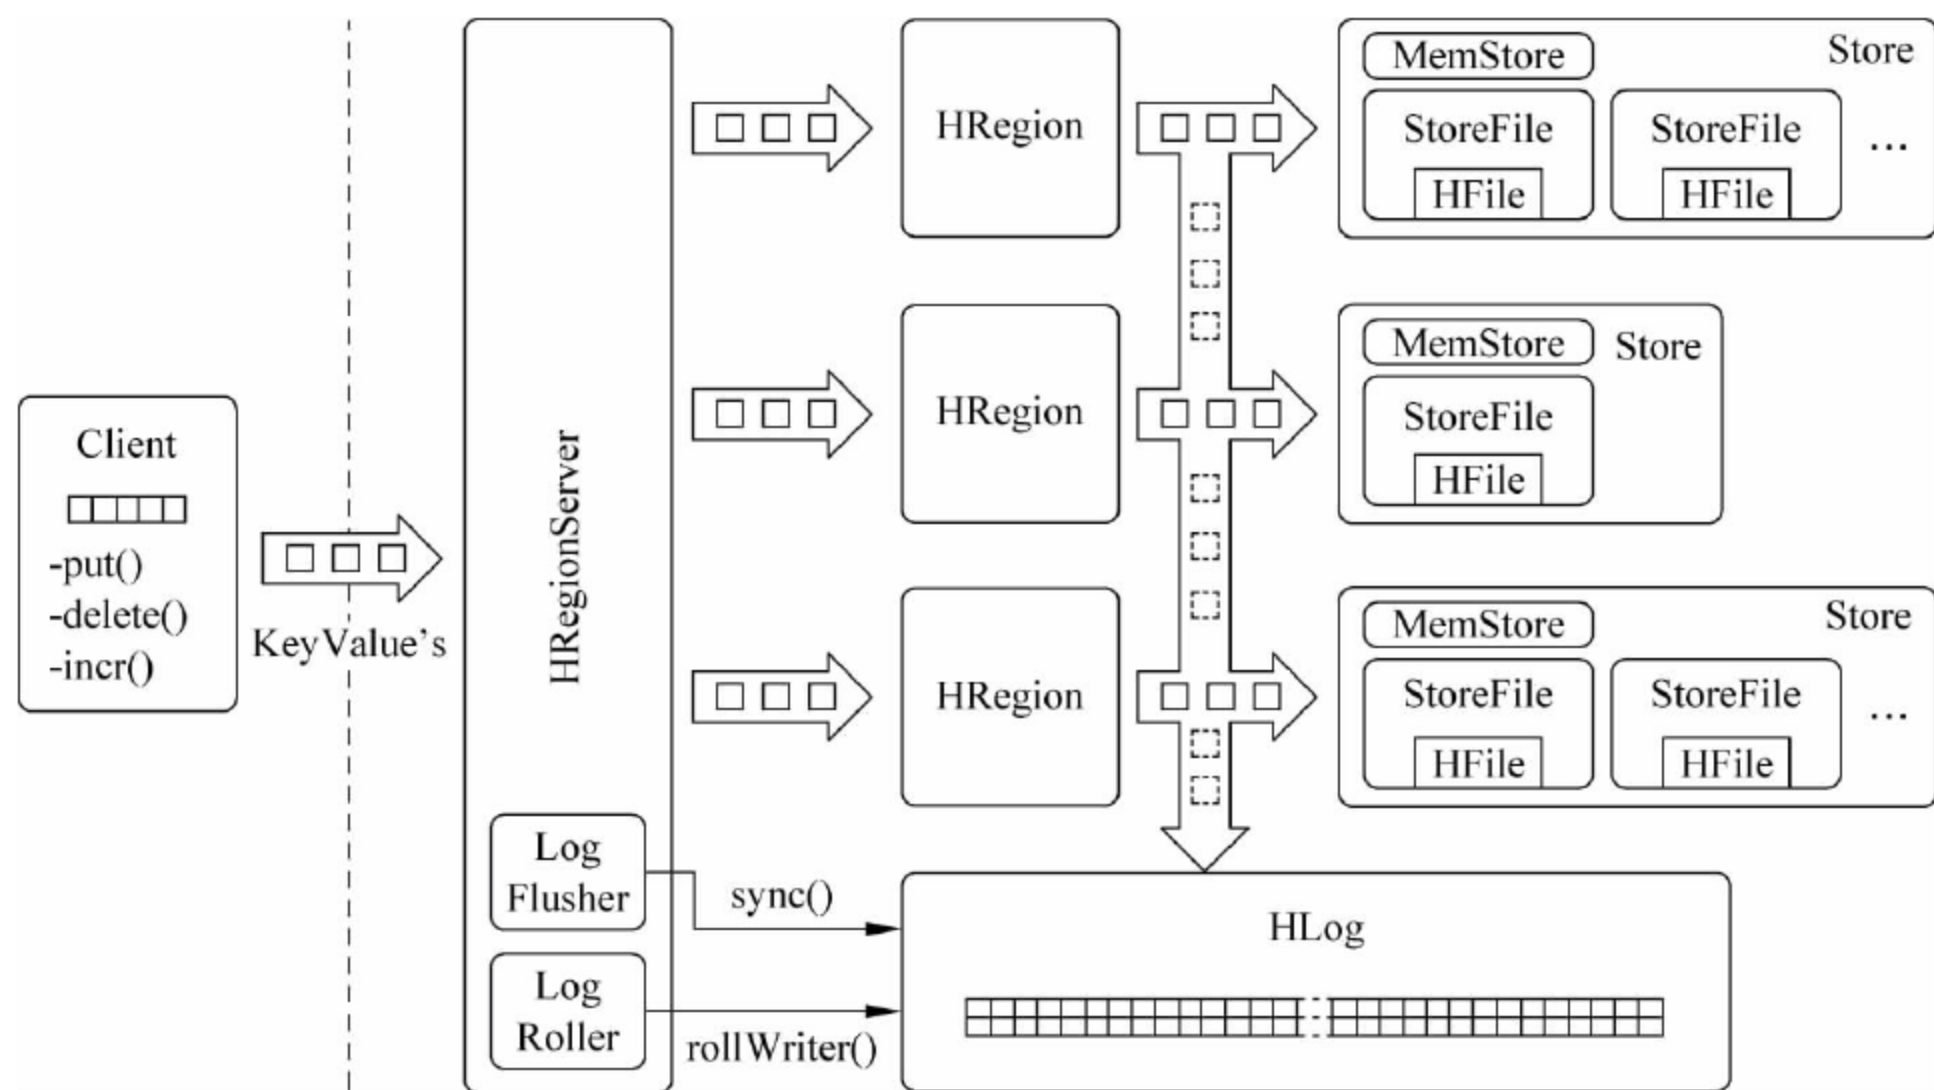 Client
-put()
-delete()
-incr()
KeyValue’s
HRegionServer
Log
Flusher
Log
Roller
sync()
rollWriter()
HRegion
MemStore
Store
StoreFile
HFile
StoreFile
HFile
...
HRegion
MemStore
Store
StoreFile
HFile
HRegion
MemStore
Store
StoreFile
HFile
StoreFile
HFile
...
HLog